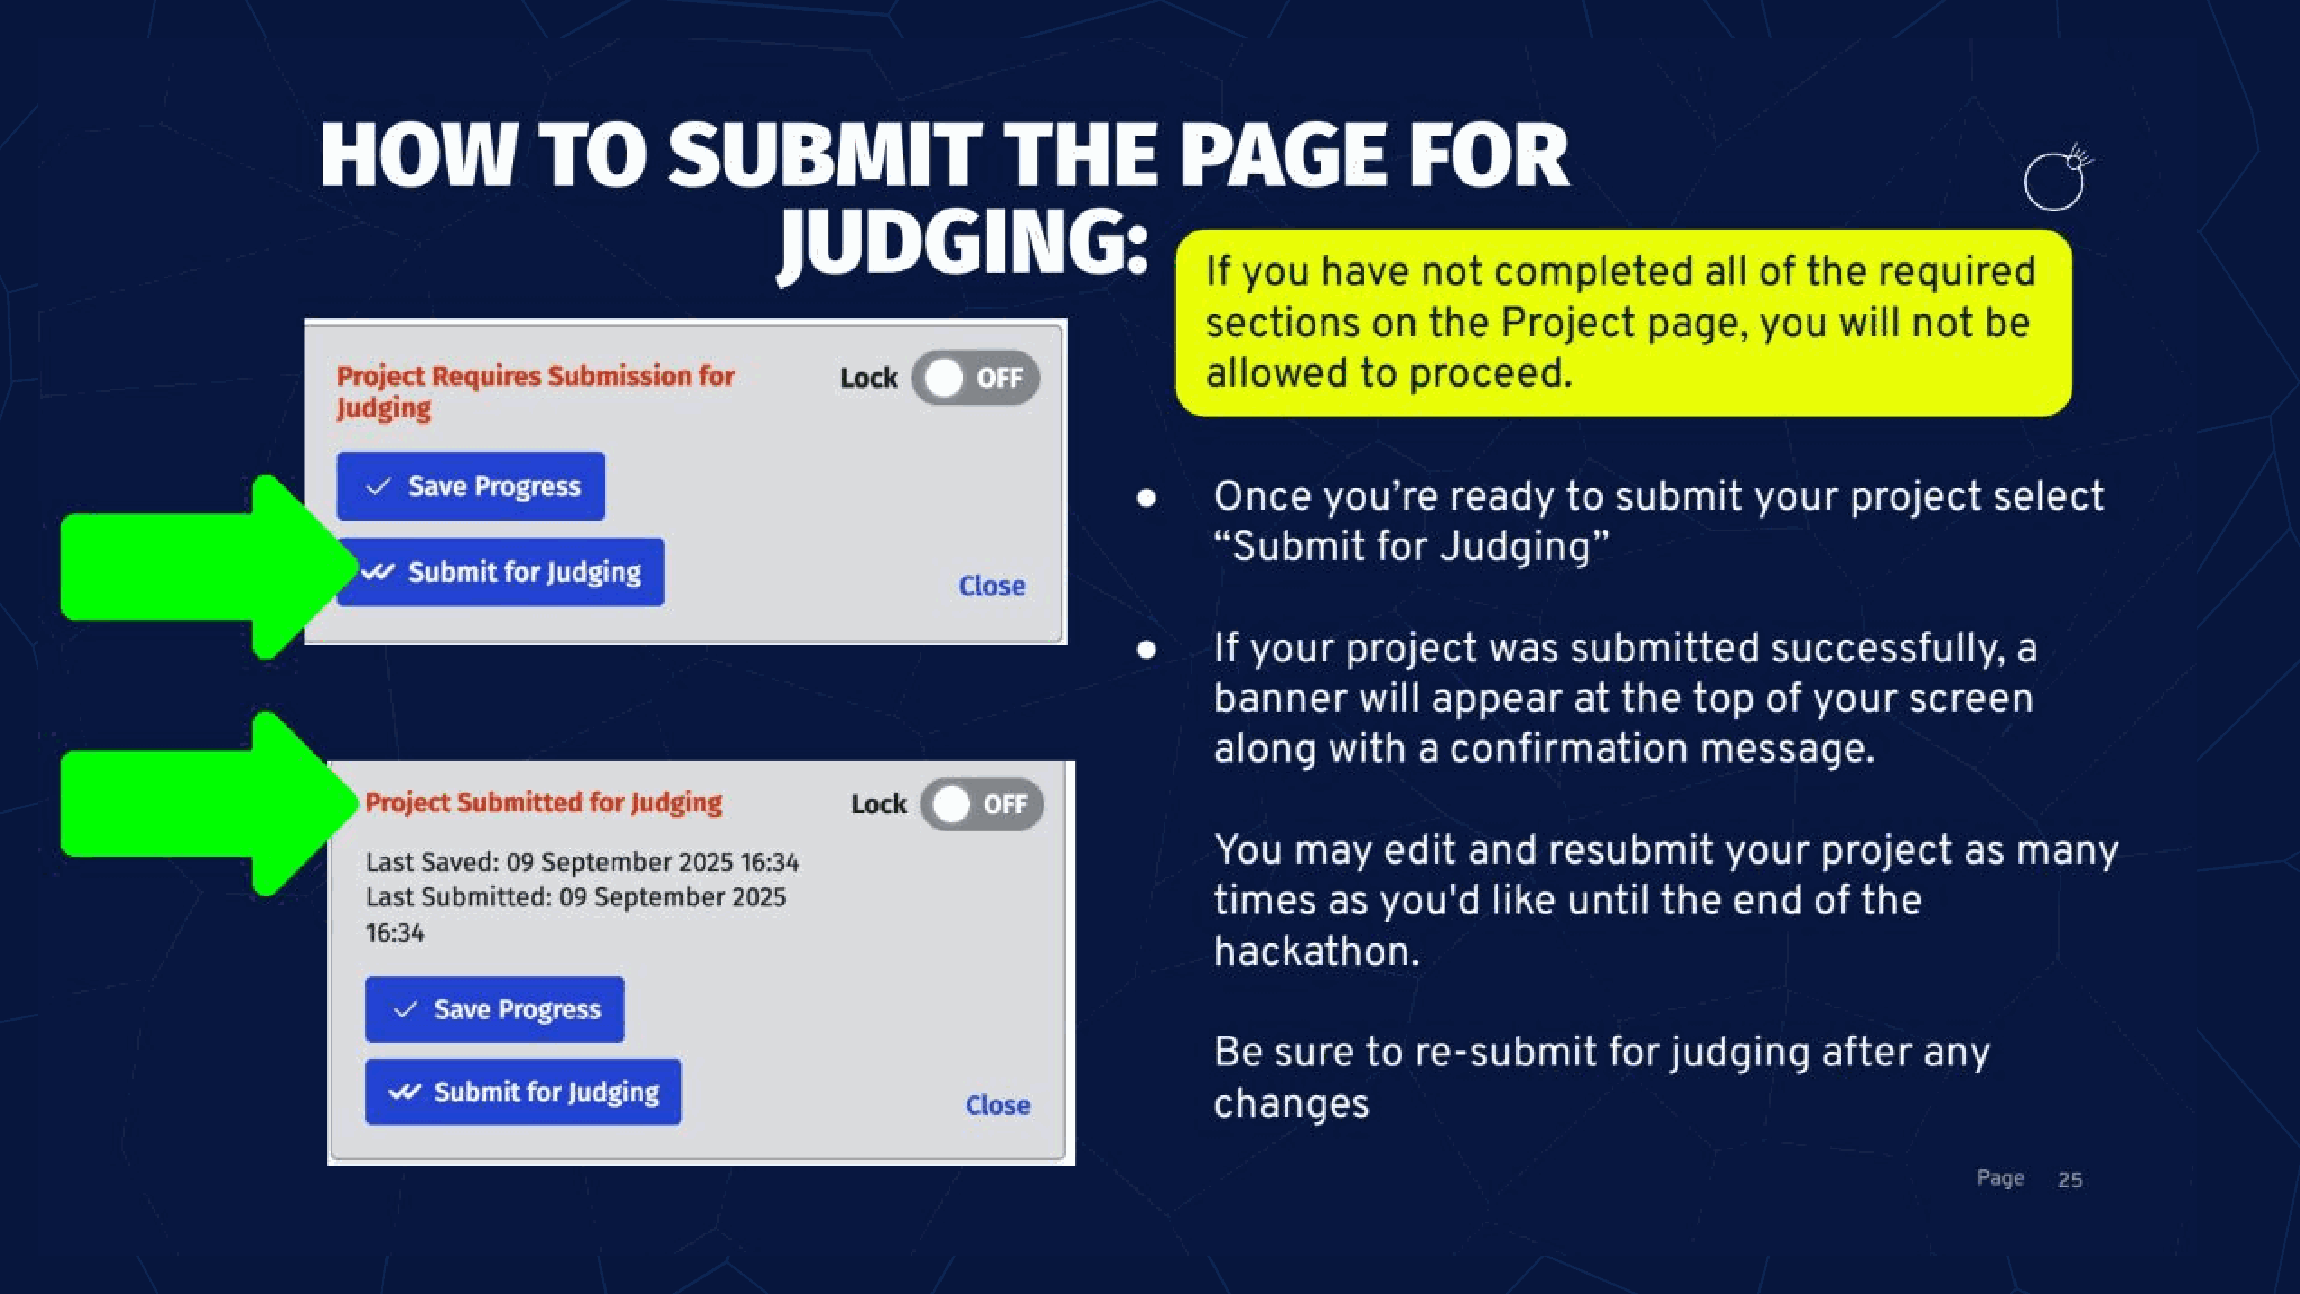 HOW TO SUBMIT THE PAGE FOR
JUDGING:
If you have not completed all of the required
sections on the Project page, you will not be
allowed to proceed.
Project Requires Submission for
Judging
Lock OFF
Save Progress
Submit for Judging
Close
Project Submitted for Judging
Lock OFF
Last Saved: 09 September 2025 16:34
Last Submitted: 09 September 2025
16:34
Save Progress
Submit for Judging
Close
● Once you’re ready to submit your project select
“Submit for Judging”
● If your project was submitted successfully, a
banner will appear at the top of your screen
along with a confirmation message.
You may edit and resubmit your project as many
times as you'd like until the end of the
hackathon.
Be sure to re-submit for judging after any
changes
Page 25